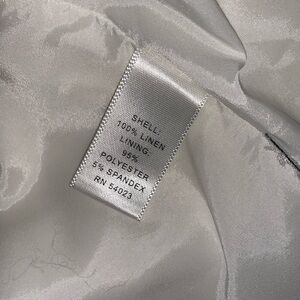 SHELL:
100% LINEN
LINING:
95%
POLYESTER
5% SPANDEX
RN 54023